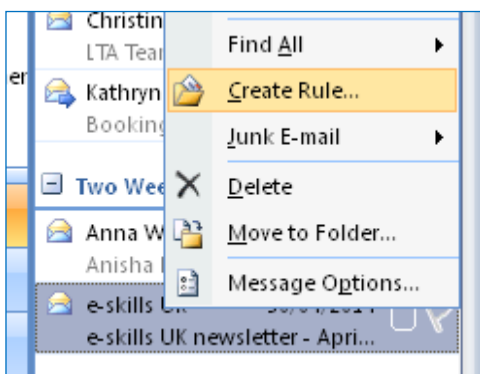 Christin
LTA Tear
er
Kathryn
Booking
Two Wee
Anna W
Anisha
e-skills UK
e-skills UK newsletter - Apri...
Find All
Create Rule...
Junk E-mail
Delete
Move to Folder...
Message Options...